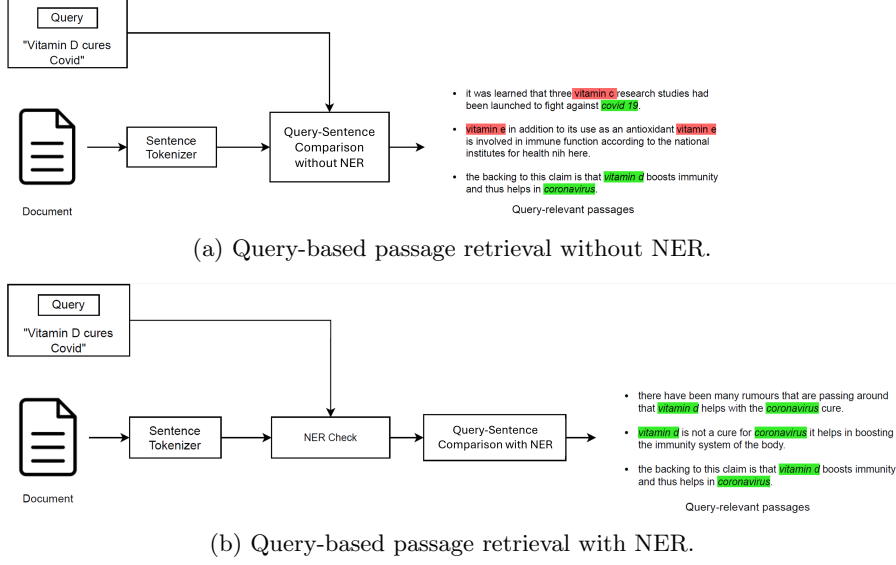 Query
"Vitamin D cures
Covid"
Document
Sentence
Tokenizer
Query-Sentence
Comparison
without NER
• it was learned that three vitamin c research studies had
been launched to fight against covid 19.
• vitamin e in addition to its use as an antioxidant vitamin e
is involved in immune function according to the national
institutes for health nih here.
• the backing to this claim is that vitamin d boosts immunity
and thus helps in coronavirus.
Query-relevant passages
(a) Query-based passage retrieval without NER.
Query
"Vitamin D cures
Covid"
Document
Sentence
Tokenizer
NER Check
Query-Sentence
Comparison with NER
• there have been many rumours that are passing around
that vitamin d helps with the coronavirus cure.
• vitamin d is not a cure for coronavirus it helps in boosting
the immunity system of the body.
• the backing to this claim is that vitamin d boosts immunity
and thus helps in coronavirus.
Query-relevant passages
(b) Query-based passage retrieval with NER.